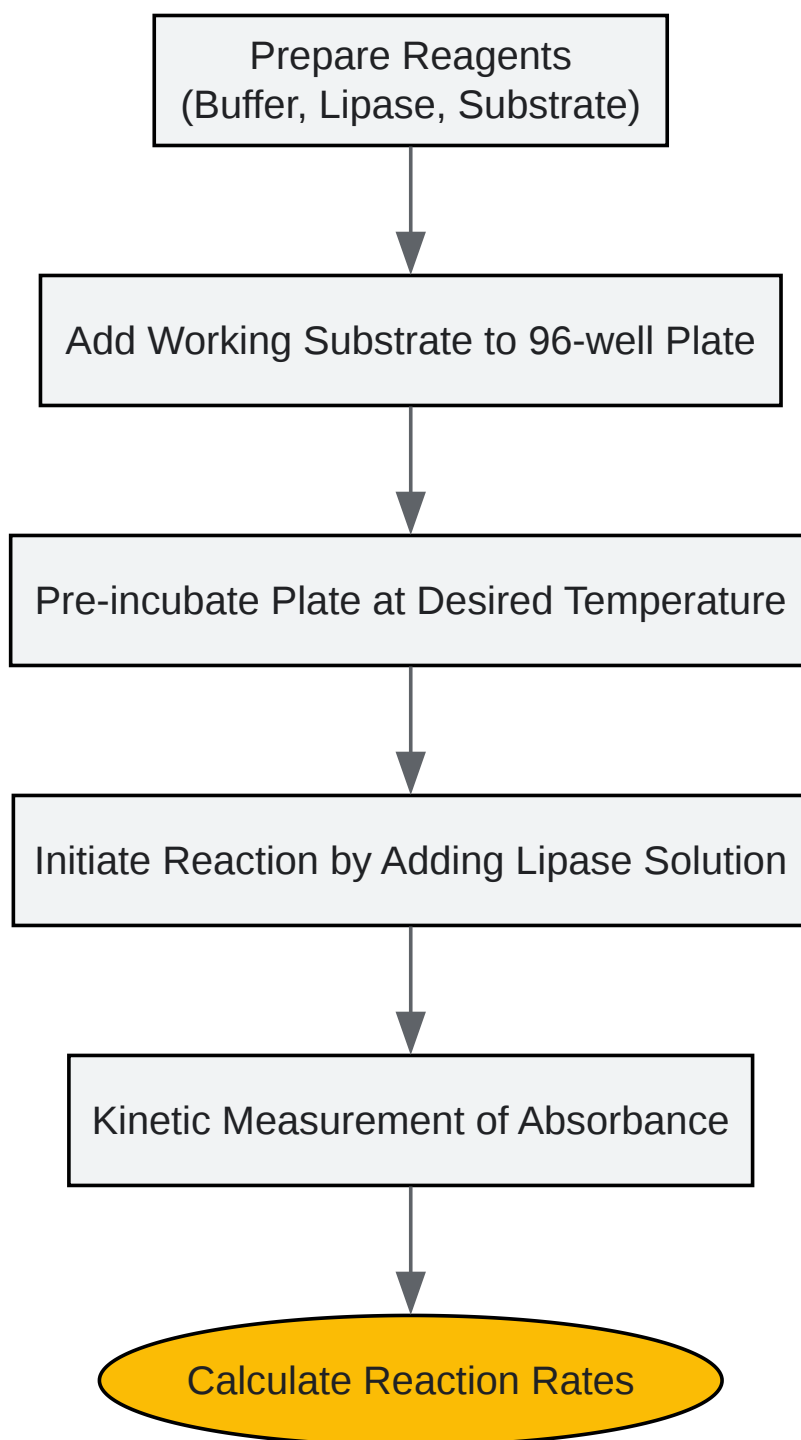 Prepare Reagents
(Buffer, Lipase, Substrate)
Add Working Substrate to 96-well Plate
Pre-incubate Plate at Desired Temperature
Initiate Reaction by Adding Lipase Solution
Kinetic Measurement of Absorbance
Calculate Reaction Rates